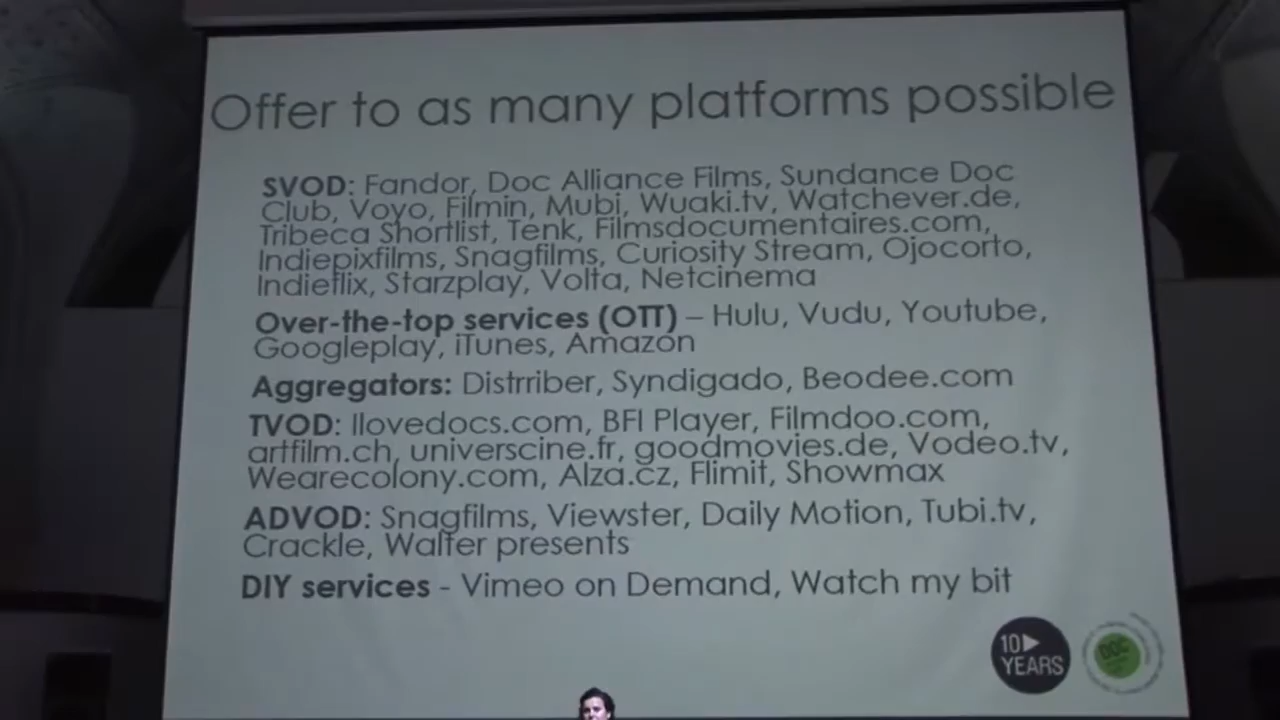 Offer to as many platforms possible
SVOD: Fandor, Doc Alliance Films, Sundance Doc
Club, Voyo, Filmin, Mubi, Wuaki.tv, Watchever.de,
Tribeca Shortlist, Tenk, Filmsdocumentaires.com,
Indiepixfilms, Snagfilms, Curiosity Stream, Ojocorto,
Indieflix, Starzplay, Volta, Netcinema
Over-the-top services (OTT) – Hulu, Vudu, Youtube,
Googleplay, iTunes, Amazon
Aggregators: Distrriber, Syndigado, Beodee.com
TVOD: Ilovedocs.com, BFI Player, Filmdoo.com,
artfilm.ch, universcine.fr, goodmovies.de, Vodeo.tv,
Wearecolony.com, Alza.cz, Flimit, Showmax
ADVOD: Snagfilms, Viewster, Daily Motion, Tubi.tv,
Crackle, Walter presents
DIY services - Vimeo on Demand, Watch my bit
10
YEARS
DOC